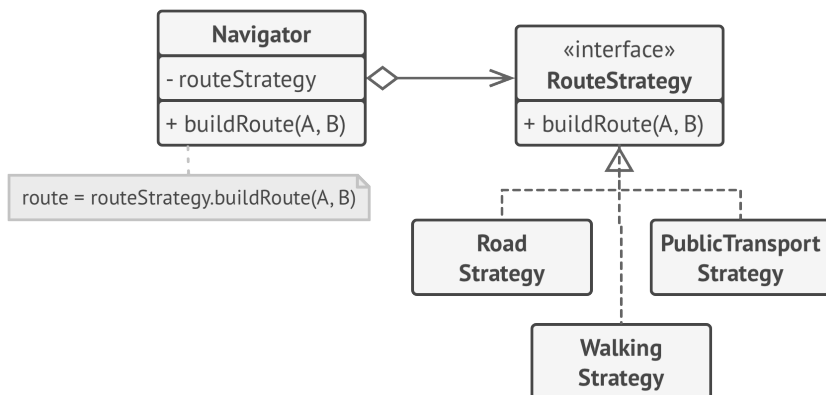 Navigator
- routeStrategy
+ buildRoute(A, B)
route = routeStrategy.buildRoute(A, B)
«interface»
RouteStrategy
+ buildRoute(A, B)
Road
Strategy
PublicTransport
Strategy
Walking
Strategy